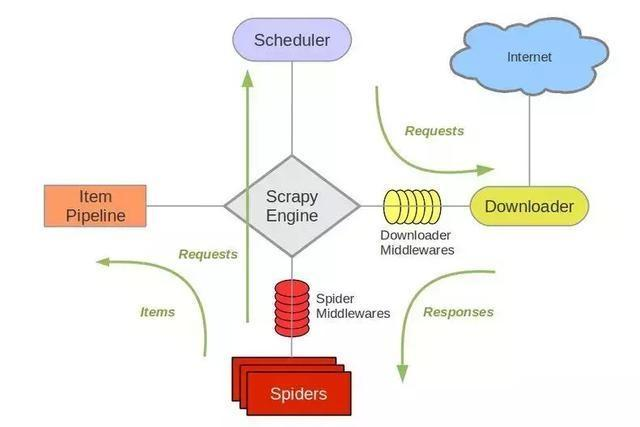 Scheduler
Internet
Requests
Item
Pipeline
Scrapy
Engine
Downloader
Downloader
Middlewares
Requests
Items
Spider
Middlewares
Responses
Spiders